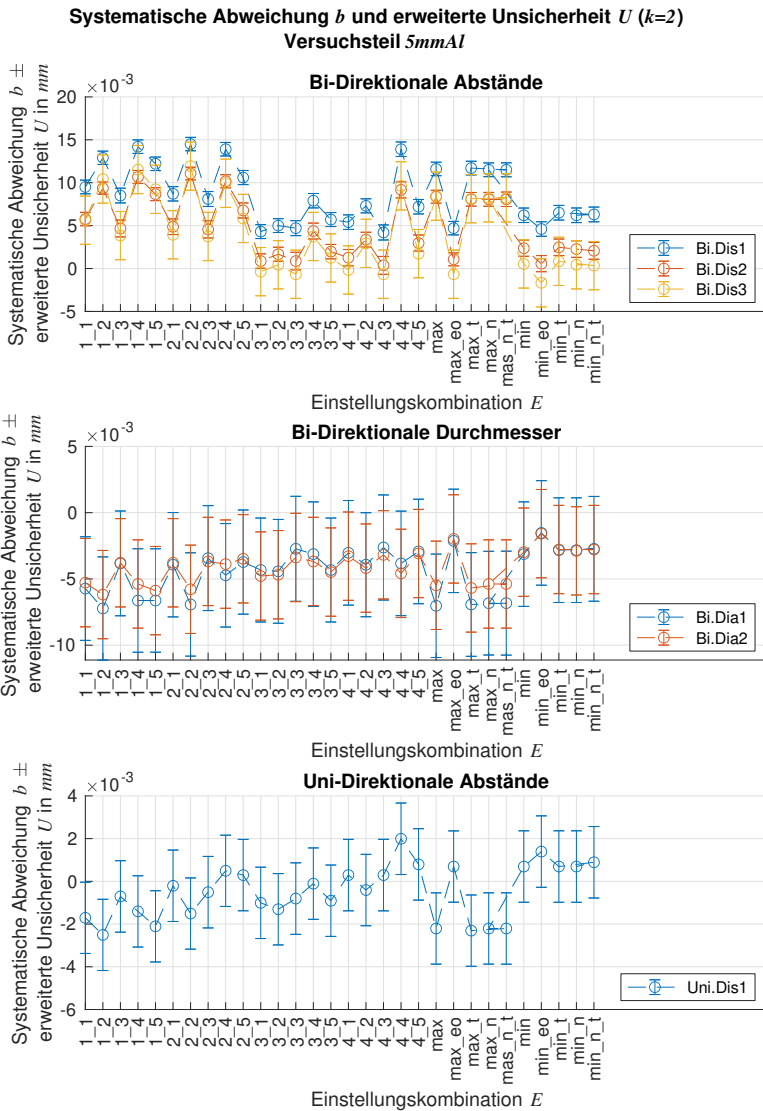 Systematische Abweichung b und erweiterte Unsicherheit U (k=2)
Versuchsteil 5mmAl
Bi-Direktionale Abstände
×10⁻³
Systematische Abweichung b ±
erweiterte Unsicherheit U in mm
20
15
10
5
0
-5
1_1
1_2
1_3
1_4
1_5
2_1
2_2
2_3
2_4
2_5
3_1
3_2
3_3
3_4
3_5
4_1
4_2
4_3
4_4
4_5
max
max_eo
max_t
max_n
mas_n_t
min
min_eo
min_t
min_n
min_n_t
Bi.Dis1
Bi.Dis2
Bi.Dis3
Einstellungskombination E
Bi-Direktionale Durchmesser
×10⁻³
Systematische Abweichung b ±
erweiterte Unsicherheit U in mm
5
0
-5
-10
1_1
1_2
1_3
1_4
1_5
2_1
2_2
2_3
2_4
2_5
3_1
3_2
3_3
3_4
3_5
4_1
4_2
4_3
4_4
4_5
max
max_eo
max_t
max_n
mas_n_t
min
min_eo
min_t
min_n
min_n_t
Bi.Dia1
Bi.Dia2
Einstellungskombination E
Uni-Direktionale Abstände
×10⁻³
Systematische Abweichung b ±
erweiterte Unsicherheit U in mm
4
2
0
-2
-4
-6
1_1
1_2
1_3
1_4
1_5
2_1
2_2
2_3
2_4
2_5
3_1
3_2
3_3
3_4
3_5
4_1
4_2
4_3
4_4
4_5
max
max_eo
max_t
max_n
mas_n_t
min
min_eo
min_t
min_n
min_n_t
Uni.Dis1
Einstellungskombination E